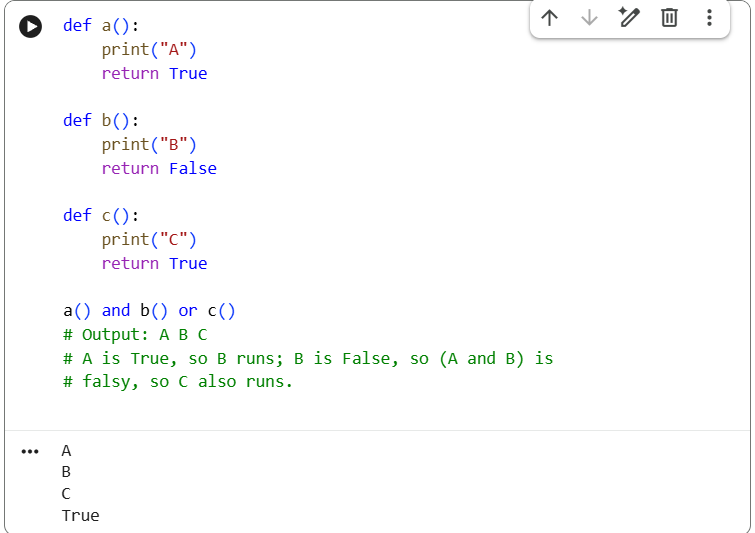 def a():
    print("A")
    return True

def b():
    print("B")
    return False

def c():
    print("C")
    return True

a() and b() or c()
# Output: A B C
# A is True, so B runs; B is False, so (A and B) is
# falsy, so C also runs.

A
B
C
True